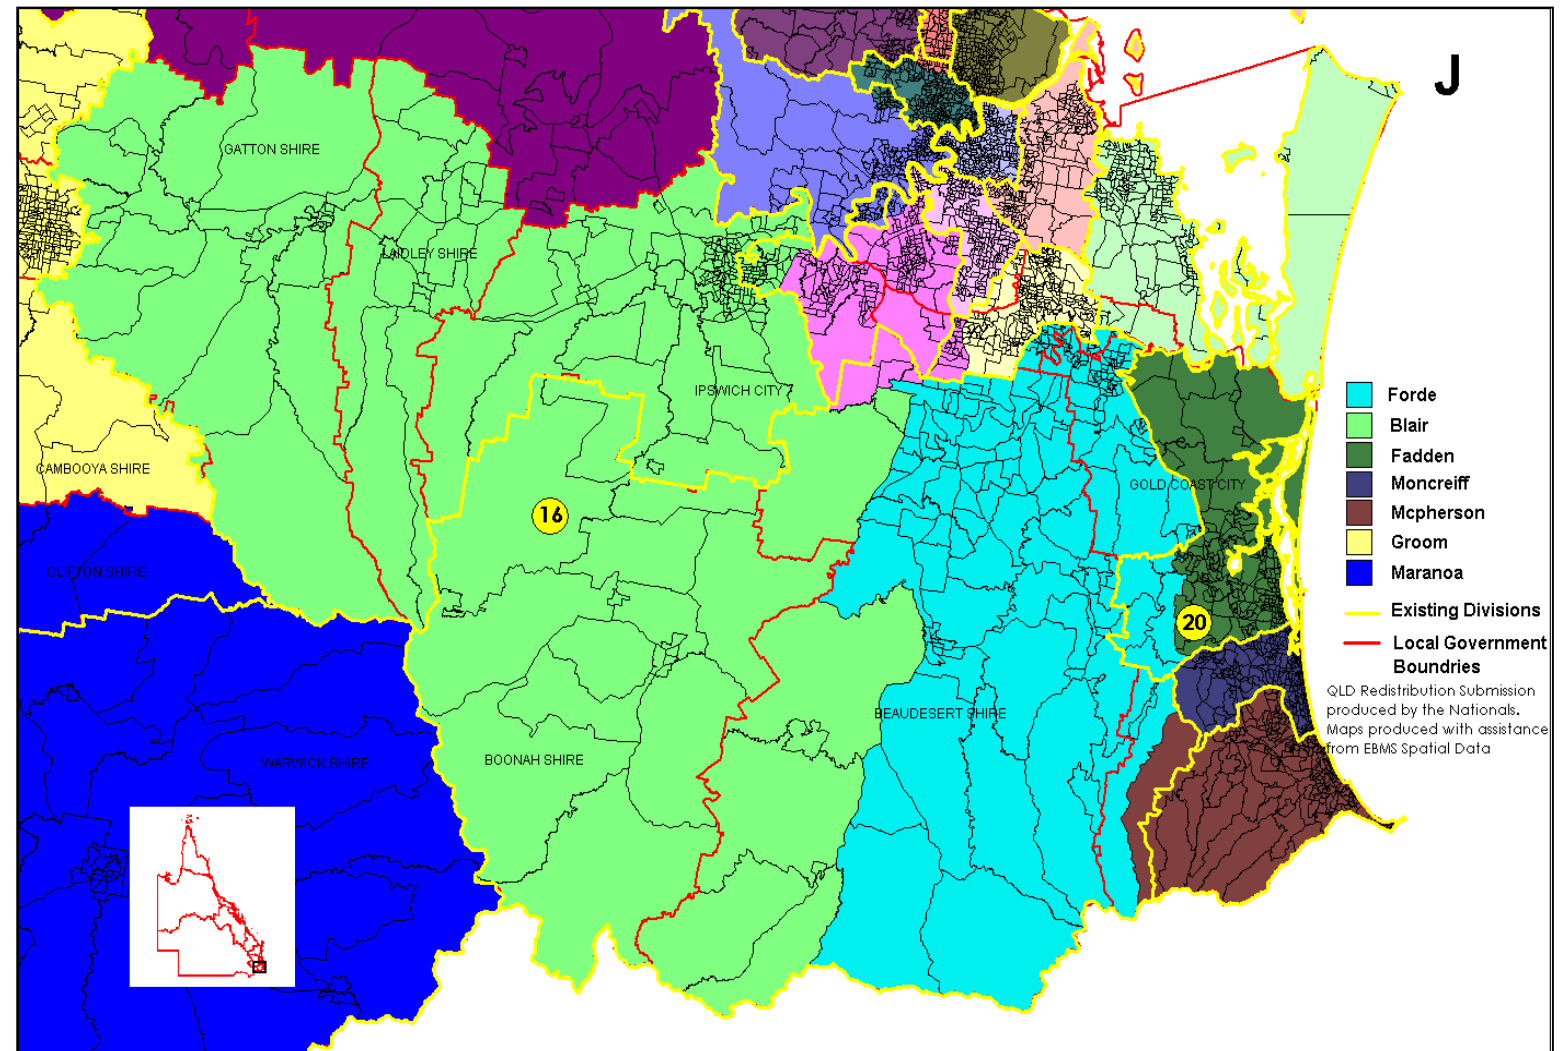 J
GATTON SHIRE
LAIDLEY SHIRE
IPSWICH CITY
CAMBOOYA SHIRE
GOLD COAST CITY
16
CLIFTON SHIRE
20
BEAUDESERT SHIRE
WARWICK SHIRE
BOONAH SHIRE
Forde
Blair
Fadden
Moncreiff
Mcpherson
Groom
Maranoa
Existing Divisions
Local Government
Boundries
QLD Redistribution Submission
produced by the Nationals.
Maps produced with assistance
from EBMS Spatial Data